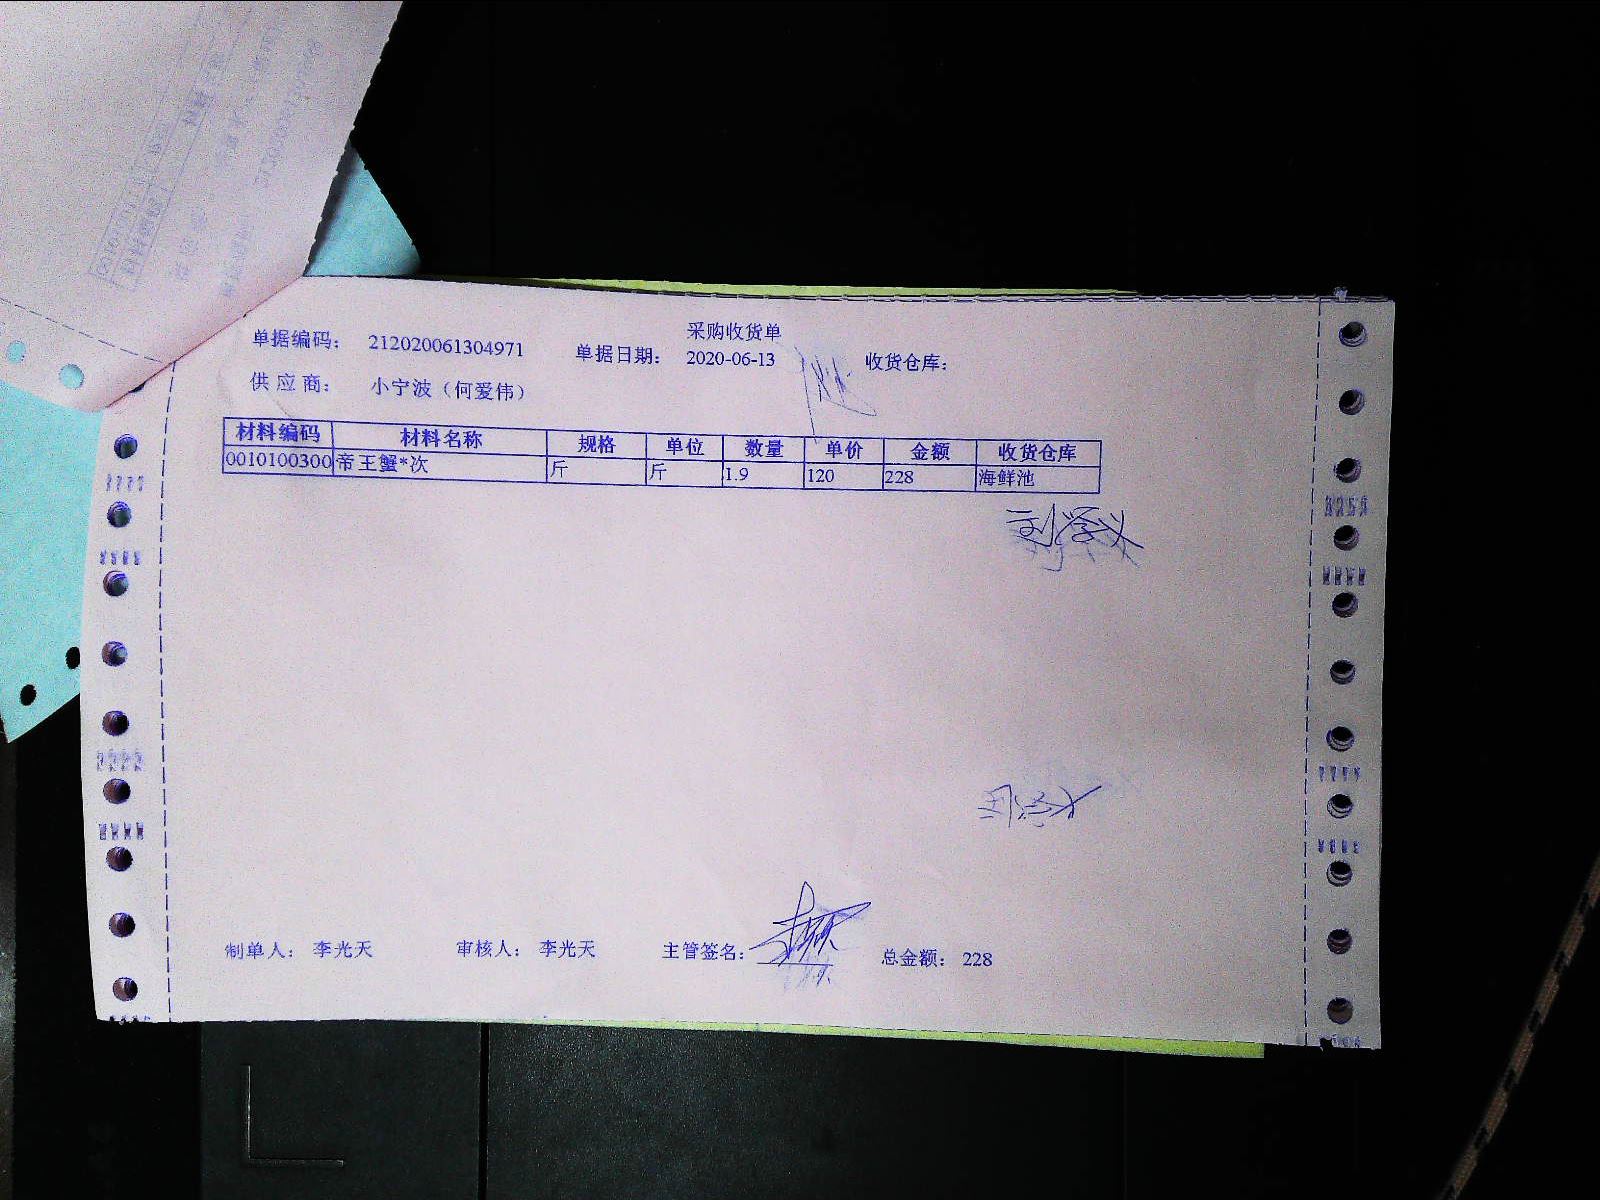 采购收货单
单据编码： 212020061304971 单据日期： 2020-06-13 收货仓库：
供应商： 小宁波（何爱伟）
材料编码 材料名称 规格 单位 数量 单价 金额 收货仓库
0010100300 帝王蟹*次 斤 斤 1.9 120 228 海鲜池
刘学义
制单人： 李光天 审核人： 李光天 主管签名： 总金额： 228